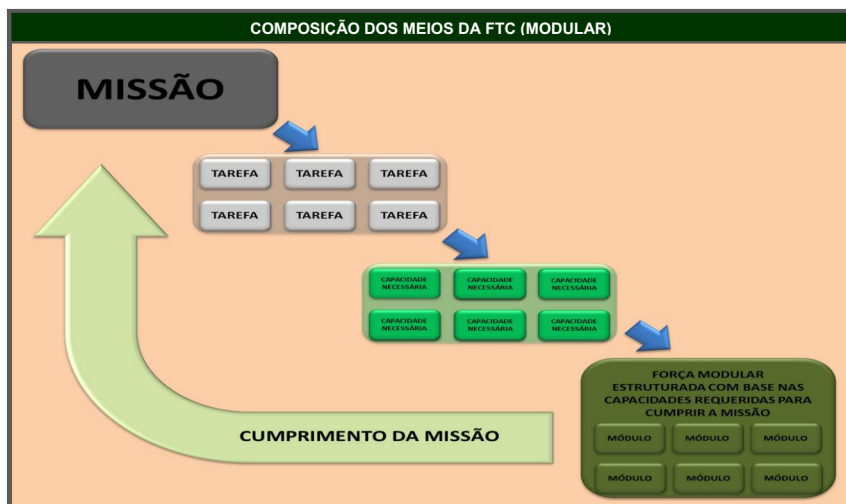 COMPOSIÇÃO DOS MEIOS DA FTC (MODULAR)
MISSÃO
TAREFA TAREFA TAREFA
TAREFA TAREFA TAREFA
CAPACIDADE NECESSÁRIA CAPACIDADE NECESSÁRIA CAPACIDADE NECESSÁRIA
CAPACIDADE NECESSÁRIA CAPACIDADE NECESSÁRIA CAPACIDADE NECESSÁRIA
FORÇA MODULAR
ESTRUTURADA COM BASE NAS
CAPACIDADES REQUERIDAS PARA
CUMPRIR A MISSÃO
MÓDULO MÓDULO MÓDULO
MÓDULO MÓDULO MÓDULO
CUMPRIMENTO DA MISSÃO